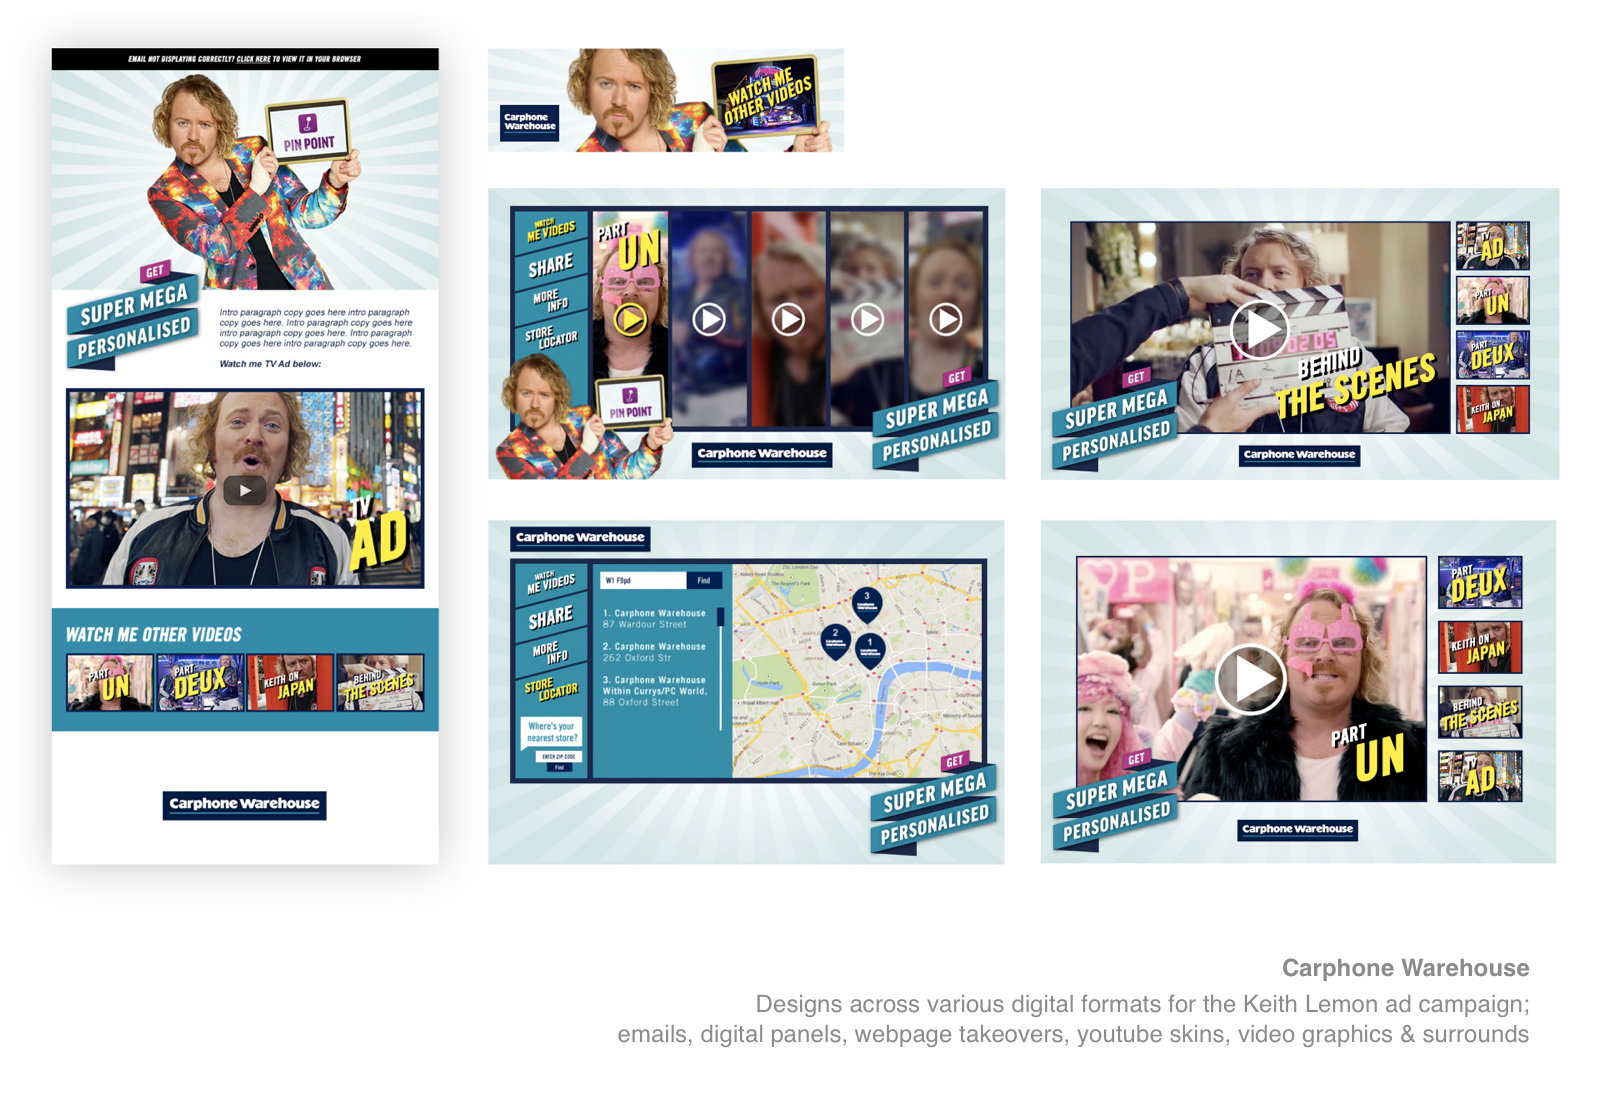 EMAIL NOT DISPLAYING CORRECTLY? CLICK HERE TO VIEW IT IN YOUR BROWSER
PIN POINT
GET
SUPER MEGA
PERSONALISED
Intro paragraph copy goes here intro paragraph
copy goes here. Intro paragraph copy goes here
intro paragraph copy goes here. Intro paragraph
copy goes here intro paragraph copy goes here.
Watch me TV Ad below:
TV
AD
WATCH ME OTHER VIDEOS
PART
UN
PART
DEUX
KEITH ON...
JAPAN
BEHIND
THE SCENES
Carphone Warehouse
Carphone
Warehouse
WATCH ME
OTHER VIDEOS
WATCH
ME VIDEOS
SHARE
MORE
INFO
STORE
LOCATOR
PART
UN
PIN POINT
GET
SUPER MEGA
PERSONALISED
Carphone Warehouse
BEHIND
THE SCENES
GET
SUPER MEGA
PERSONALISED
Carphone Warehouse
TV
AD
PART
UN
PART
DEUX
KEITH ON...
JAPAN
Carphone Warehouse
WATCH
ME VIDEOS
SHARE
MORE
INFO
STORE
LOCATOR
Where's your
nearest store?
ENTER ZIP CODE
Find
W1 F9pd
Find
1. Carphone Warehouse
87 Wardour Street
2. Carphone Warehouse
262 Oxford Str
3. Carphone Warehouse
Within Currys/PC World,
88 Oxford Street
3
2
1
GET
SUPER MEGA
PERSONALISED
PART
UN
GET
SUPER MEGA
PERSONALISED
Carphone Warehouse
PART
DEUX
KEITH ON...
JAPAN
BEHIND
THE SCENES
TV
AD
Carphone Warehouse
Designs across various digital formats for the Keith Lemon ad campaign;
emails, digital panels, webpage takeovers, youtube skins, video graphics & surrounds